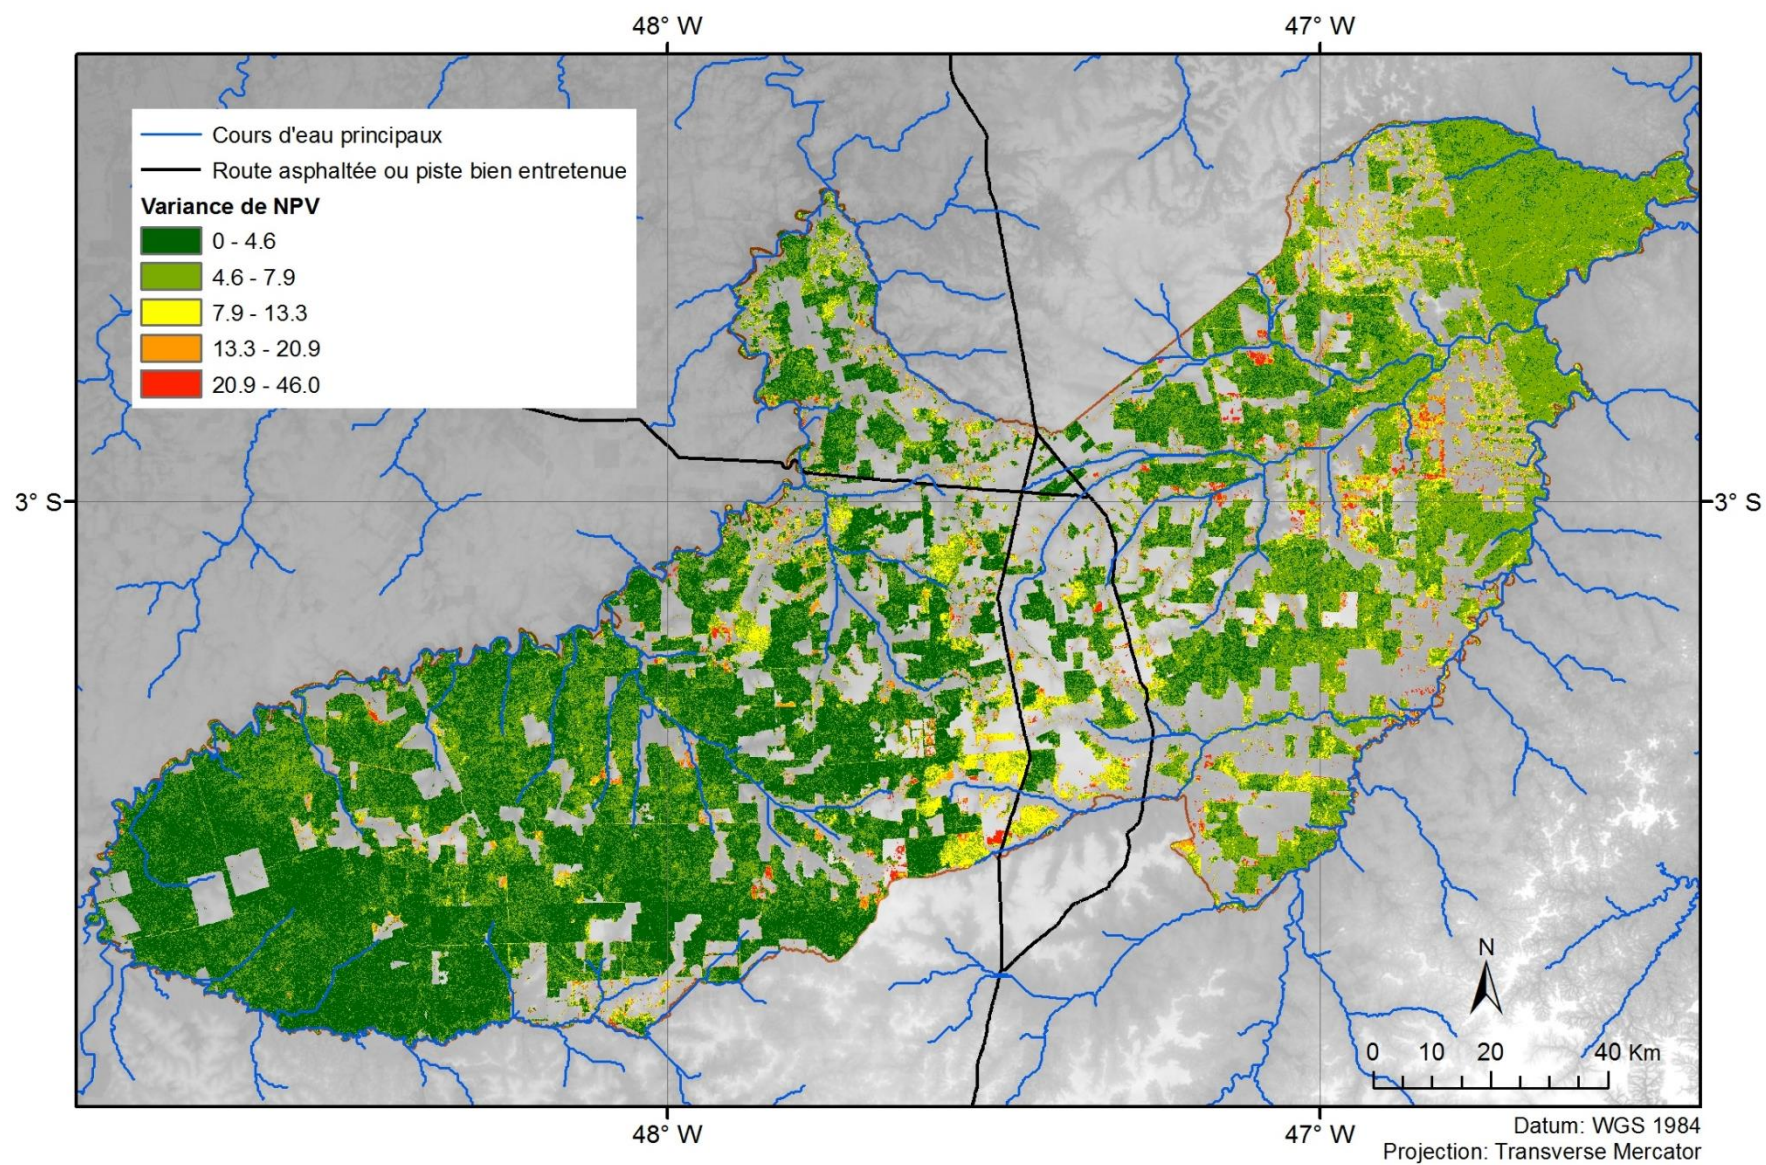 48° W
47° W
Cours d'eau principaux
Route asphaltée ou piste bien entretenue
Variance de NPV
0 - 4.6
4.6 - 7.9
7.9 - 13.3
13.3 - 20.9
20.9 - 46.0
3° S
3° S
N
0 10 20 40 Km
48° W
47° W
Datum: WGS 1984
Projection: Transverse Mercator